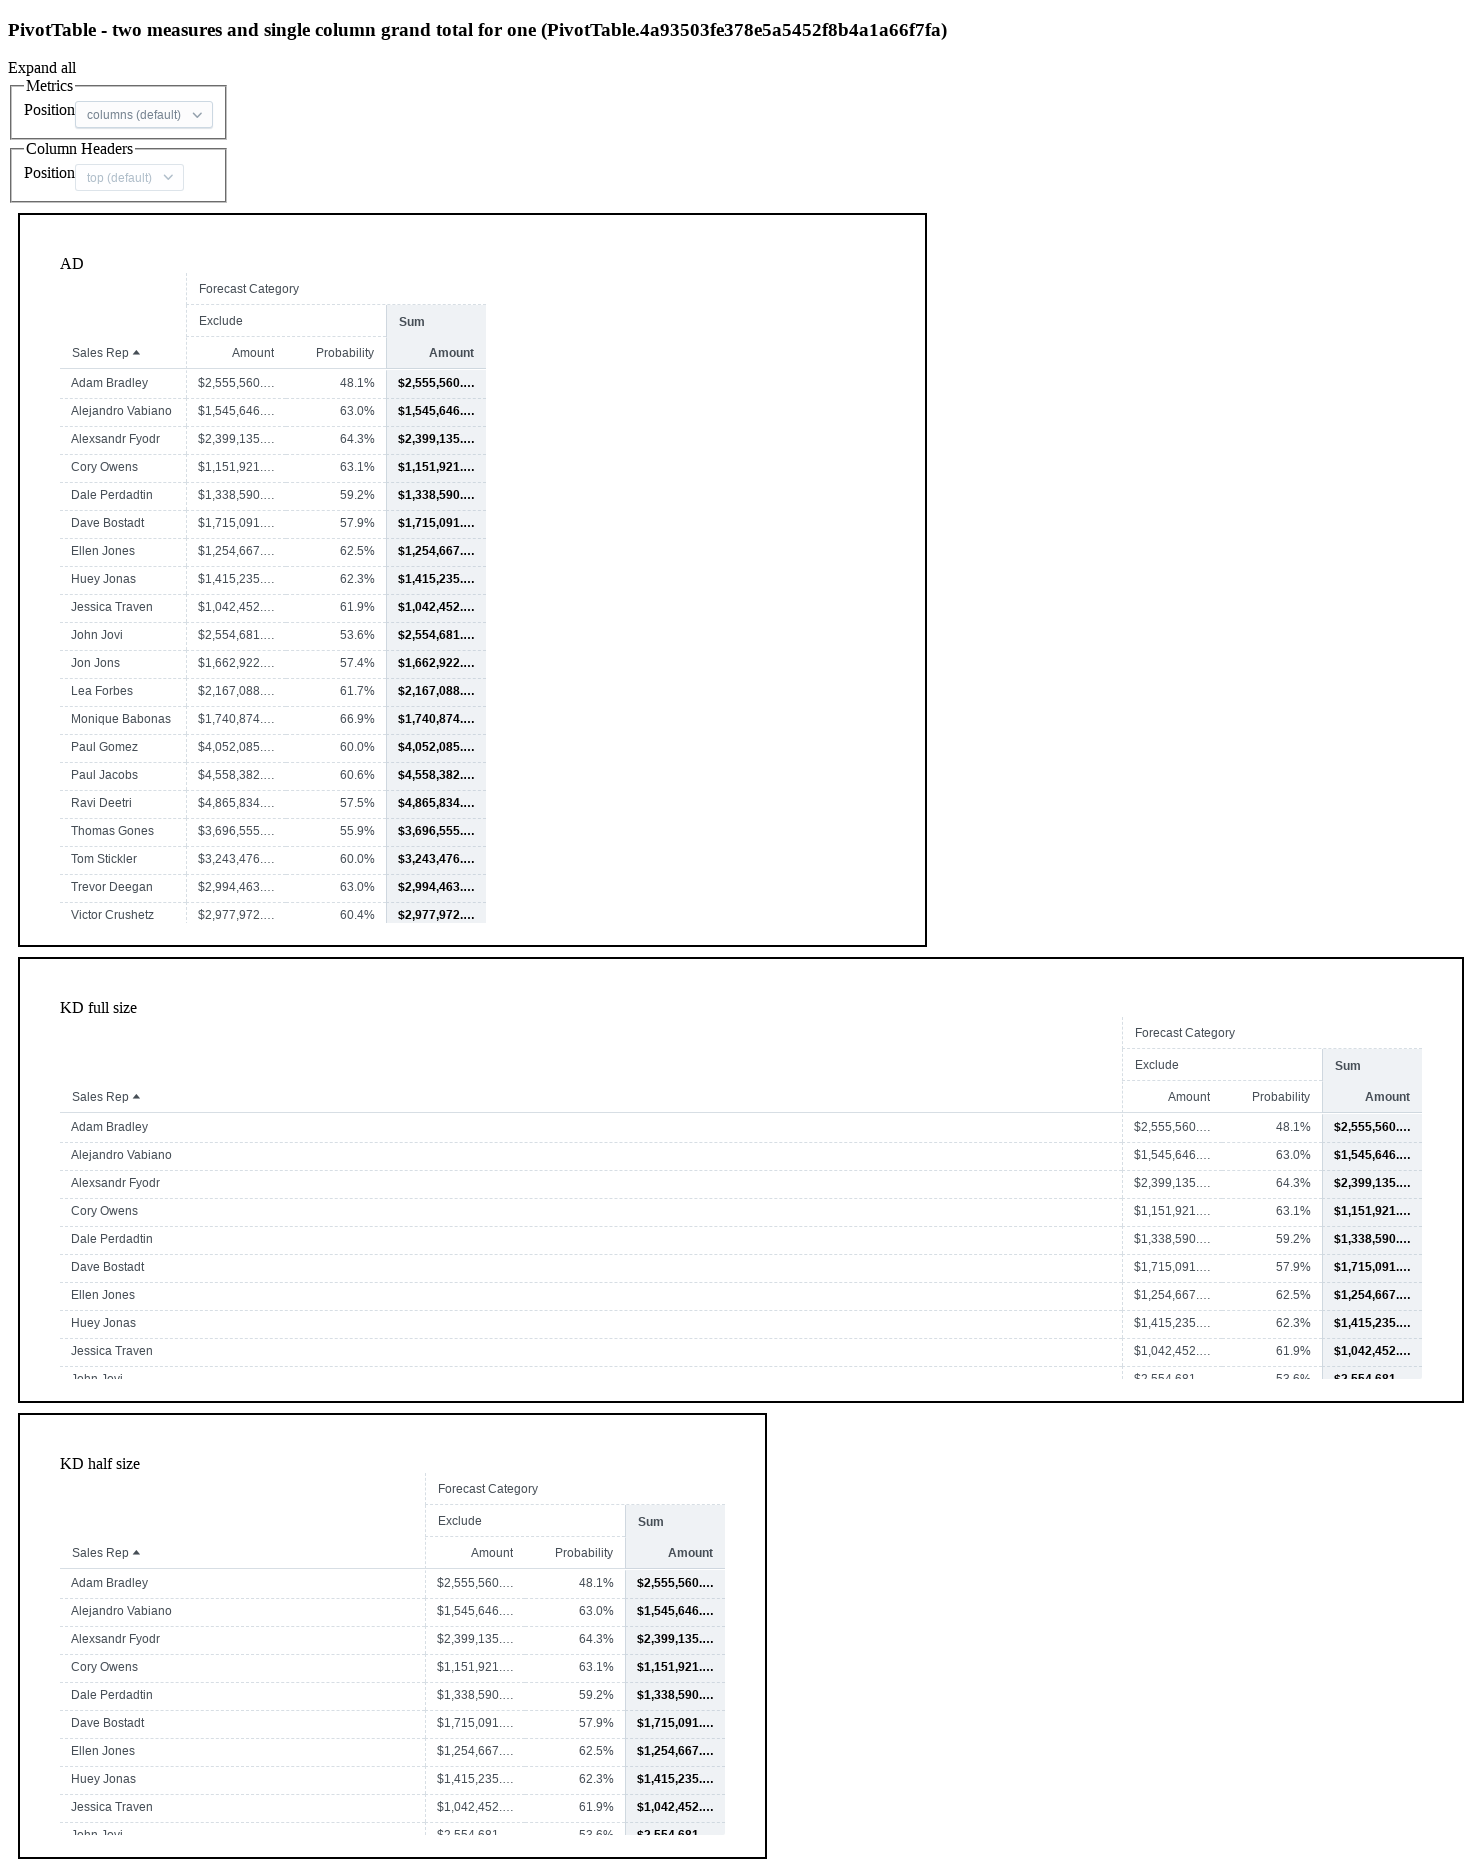 PivotTable - two measures and single column grand total for one (PivotTable.4a93503fe378e5a5452f8b4a1a66f7fa)
Expand all
Metrics
Position columns (default)
Column Headers
Position top (default)
AD
Forecast Category
Exclude Sum
Sales Rep Amount Probability Amount
Adam Bradley $2,555,560.… 48.1% $2,555,560.…
Alejandro Vabiano $1,545,646.… 63.0% $1,545,646.…
Alexsandr Fyodr $2,399,135.… 64.3% $2,399,135.…
Cory Owens $1,151,921.… 63.1% $1,151,921.…
Dale Perdadtin $1,338,590.… 59.2% $1,338,590.…
Dave Bostadt $1,715,091.… 57.9% $1,715,091.…
Ellen Jones $1,254,667.… 62.5% $1,254,667.…
Huey Jonas $1,415,235.… 62.3% $1,415,235.…
Jessica Traven $1,042,452.… 61.9% $1,042,452.…
John Jovi $2,554,681.… 53.6% $2,554,681.…
Jon Jons $1,662,922.… 57.4% $1,662,922.…
Lea Forbes $2,167,088.… 61.7% $2,167,088.…
Monique Babonas $1,740,874.… 66.9% $1,740,874.…
Paul Gomez $4,052,085.… 60.0% $4,052,085.…
Paul Jacobs $4,558,382.… 60.6% $4,558,382.…
Ravi Deetri $4,865,834.… 57.5% $4,865,834.…
Thomas Gones $3,696,555.… 55.9% $3,696,555.…
Tom Stickler $3,243,476.… 60.0% $3,243,476.…
Trevor Deegan $2,994,463.… 63.0% $2,994,463.…
Victor Crushetz $2,977,972.… 60.4% $2,977,972.…
KD full size
Forecast Category
Exclude Sum
Sales Rep Amount Probability Amount
Adam Bradley $2,555,560.… 48.1% $2,555,560.…
Alejandro Vabiano $1,545,646.… 63.0% $1,545,646.…
Alexsandr Fyodr $2,399,135.… 64.3% $2,399,135.…
Cory Owens $1,151,921.… 63.1% $1,151,921.…
Dale Perdadtin $1,338,590.… 59.2% $1,338,590.…
Dave Bostadt $1,715,091.… 57.9% $1,715,091.…
Ellen Jones $1,254,667.… 62.5% $1,254,667.…
Huey Jonas $1,415,235.… 62.3% $1,415,235.…
Jessica Traven $1,042,452.… 61.9% $1,042,452.…
John Jovi $2,554,681.… 53.6% $2,554,681.…
KD half size
Forecast Category
Exclude Sum
Sales Rep Amount Probability Amount
Adam Bradley $2,555,560.… 48.1% $2,555,560.…
Alejandro Vabiano $1,545,646.… 63.0% $1,545,646.…
Alexsandr Fyodr $2,399,135.… 64.3% $2,399,135.…
Cory Owens $1,151,921.… 63.1% $1,151,921.…
Dale Perdadtin $1,338,590.… 59.2% $1,338,590.…
Dave Bostadt $1,715,091.… 57.9% $1,715,091.…
Ellen Jones $1,254,667.… 62.5% $1,254,667.…
Huey Jonas $1,415,235.… 62.3% $1,415,235.…
Jessica Traven $1,042,452.… 61.9% $1,042,452.…
John Jovi $2,554,681.… 53.6% $2,554,681.…